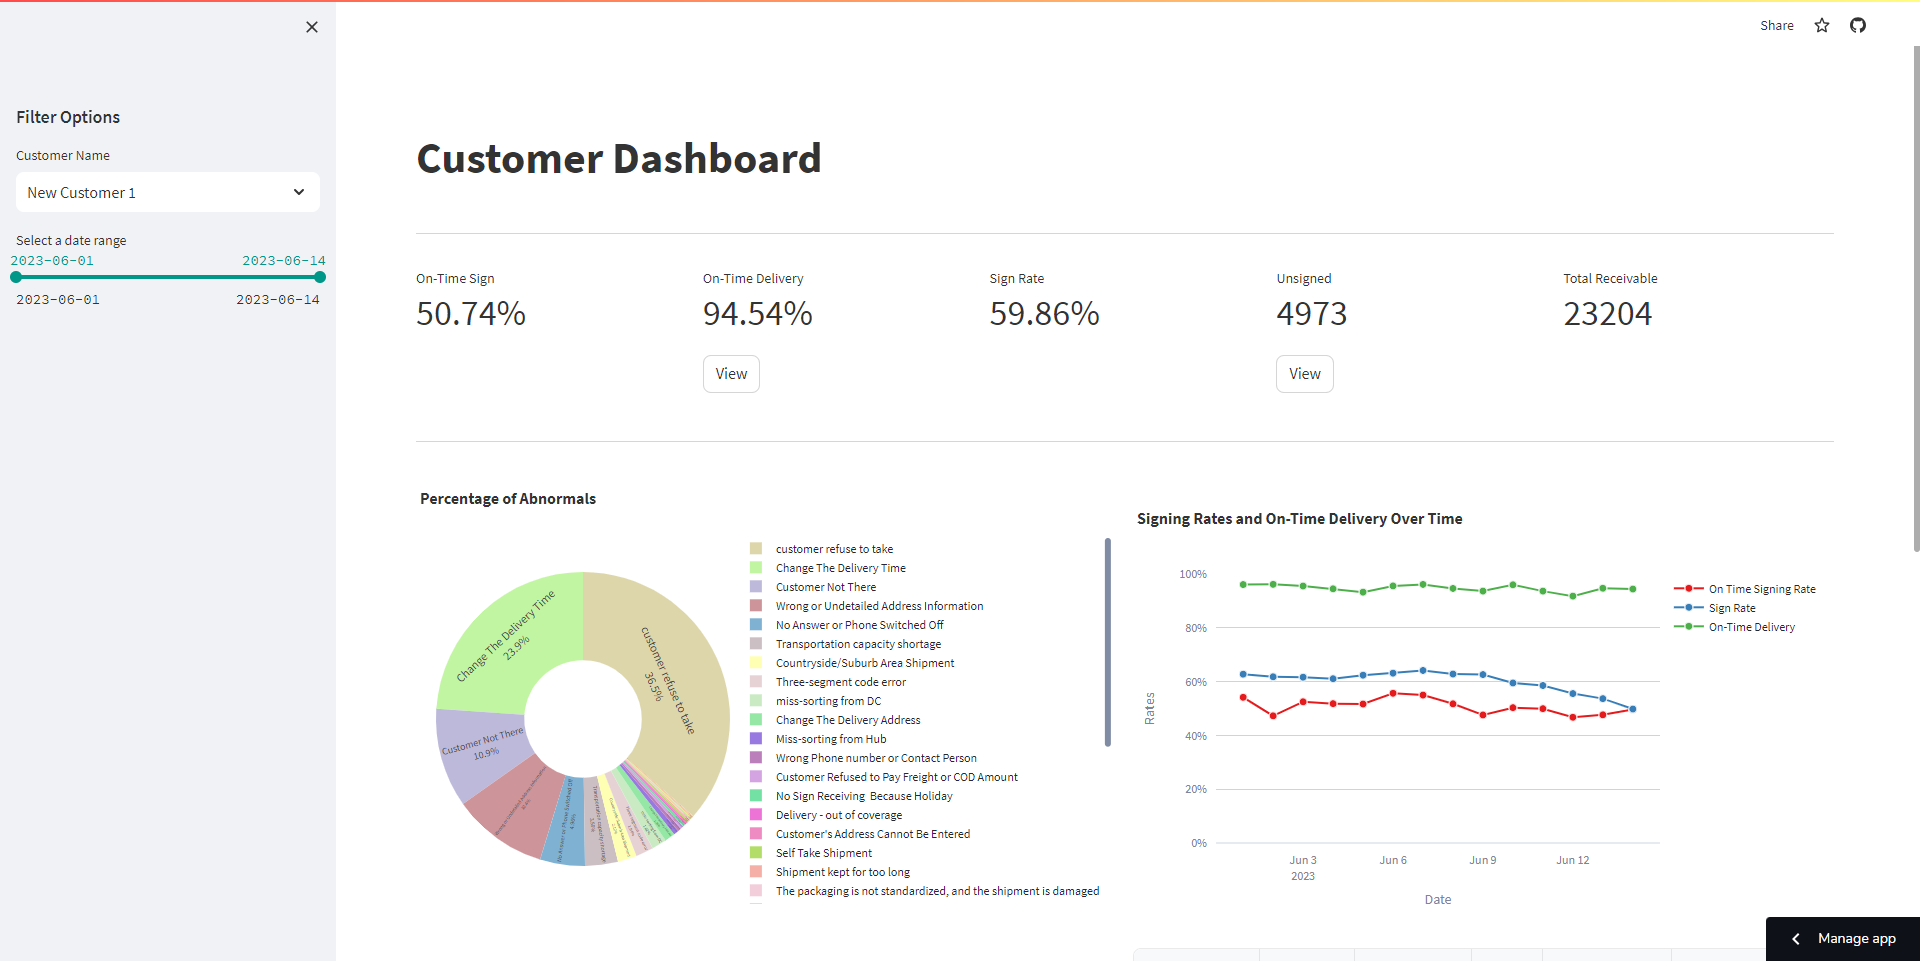 Share
Filter Options
Customer Name
New Customer 1
Select a date range
2023-06-01 2023-06-14
2023-06-01 2023-06-14
Customer Dashboard
On-Time Sign
50.74%
On-Time Delivery
94.54%
View
Sign Rate
59.86%
Unsigned
4973
View
Total Receivable
23204
Percentage of Abnormals
customer refuse to take
36.5%
Change The Delivery Time
23.9%
Customer Not There
10.9%
customer refuse to take
Change The Delivery Time
Customer Not There
Wrong or Undetailed Address Information
No Answer or Phone Switched Off
Transportation capacity shortage
Countryside/Suburb Area Shipment
Three-segment code error
miss-sorting from DC
Change The Delivery Address
Miss-sorting from Hub
Wrong Phone number or Contact Person
Customer Refused to Pay Freight or COD Amount
No Sign Receiving  Because Holiday
Delivery - out of coverage
Customer's Address Cannot Be Entered
Self Take Shipment
Shipment kept for too long
The packaging is not standardized, and the shipment is damaged
Signing Rates and On-Time Delivery Over Time
100%
80%
60%
40%
20%
0%
Rates
Jun 3 Jun 6 Jun 9 Jun 12
2023
Date
On Time Signing Rate
Sign Rate
On-Time Delivery
Manage app